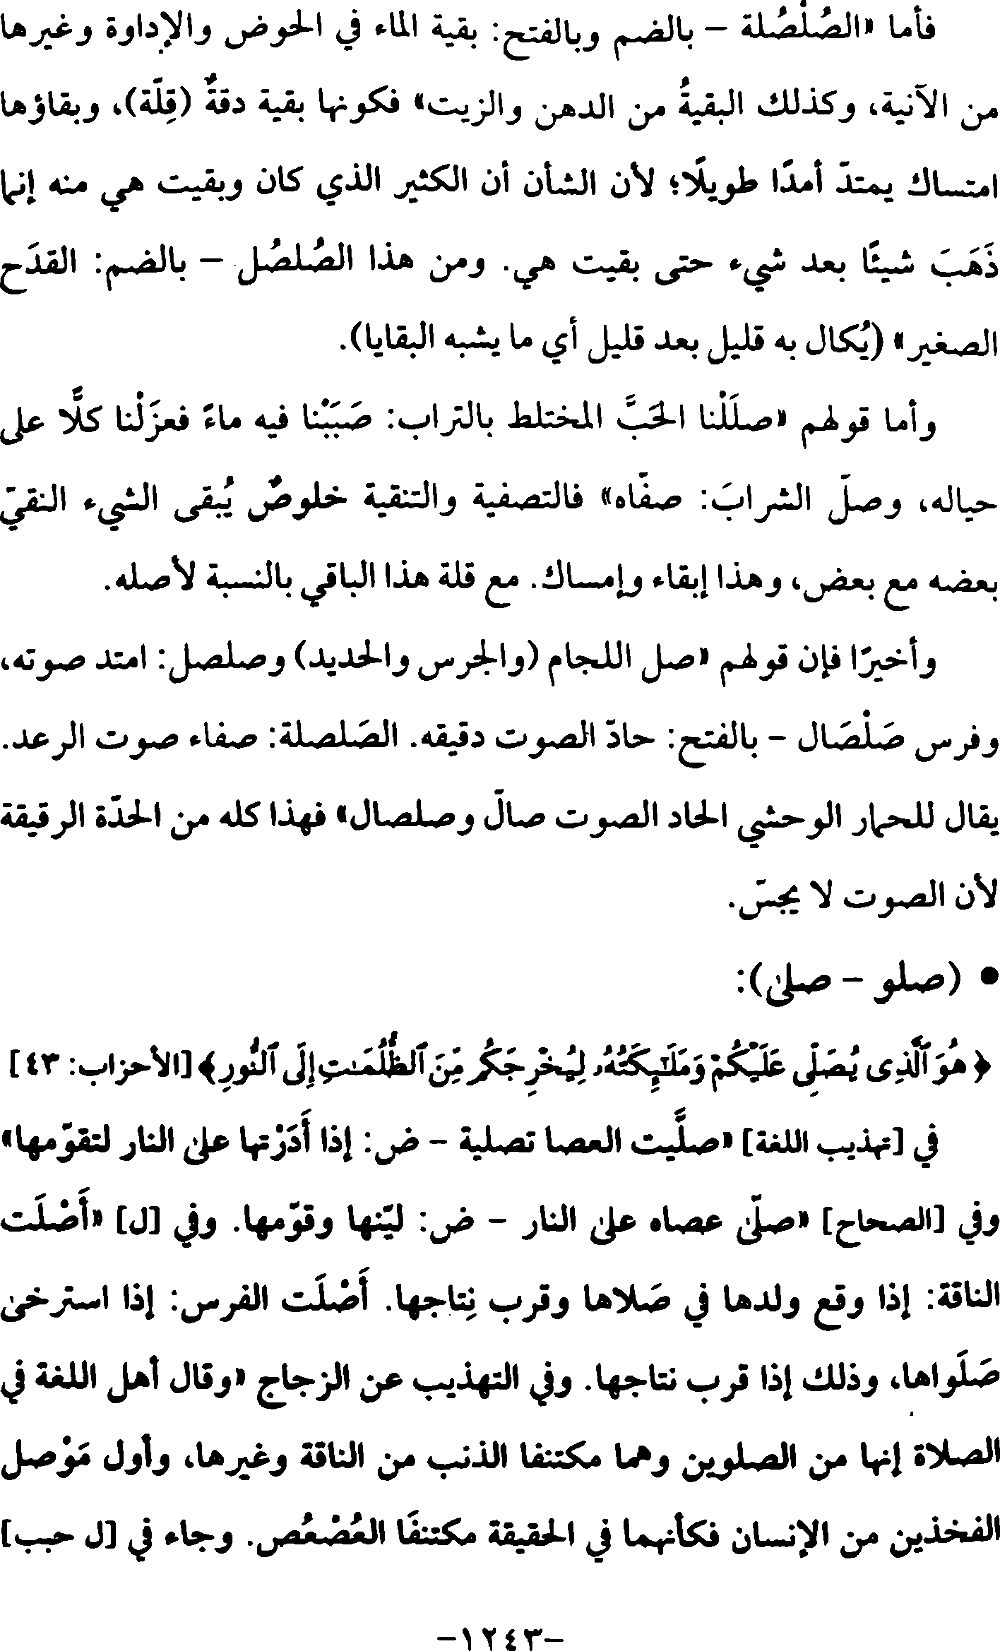 فأما «الصُلْصُلة – بالضم وبالفتح: بقية الماء في الحوض والإداوة وغيرها
من الآنية، وكذلك البقيةُ من الدهن والزيت» فكونها بقية دقةٌ (قِلّة)، وبقاؤها
امتساك يمتدّ أمدًا طويلًا؛ لأن الشأن أن الكثير الذي كان وبقيت هي منه إنما
ذَهَبَ شيئًا بعد شيء حتى بقيت هي. ومن هذا الصُلصُل – بالضم: القدَح
الصغير» (يُكال به قليل بعد قليل أي ما يشبه البقايا).
وأما قولهم «صلَلْنا الحَبَّ المختلط بالتراب: صَبَبْنا فيه ماءً فعزَلْنا كلًّا على
حياله، وصلّ الشرابَ: صفّاه» فالتصفية والتنقية خلوصٌ يُبقى الشيء النقيّ
بعضه مع بعض، وهذا إبقاء وإمساك. مع قلة هذا الباقي بالنسبة لأصله.
وأخيرًا فإن قولهم «صل اللجام (والجرس والحديد) وصلصل: امتد صوته،
وفرس صَلْصَال – بالفتح: حادّ الصوت دقيقه. الصَلصلة: صفاء صوت الرعد.
يقال للحمار الوحشي الحاد الصوت صالّ وصلصال» فهذا كله من الحدّة الرقيقة
لأن الصوت لا يجسّ.
• (صلو – صلىٰ):
﴿هُوَ ٱلَّذِى يُصَلِّى عَلَيْكُمْ وَمَلَـٰٓئِكَتُهُۥ لِيُخْرِجَكُم مِّنَ ٱلظُّلُمَـٰتِ إِلَى ٱلنُّورِ﴾ [الأحزاب: ٤٣]
في [تهذيب اللغة] «صلَّيت العصا تصلية – ض: إذا أَدَرْتها علىٰ النار لتقوّمها»
وفي [الصحاح] «صلّىٰ عصاه علىٰ النار – ض: ليّنها وقوّمها. وفي [ل] «أَصْلَت
الناقة: إذا وقع ولدها في صَلاها وقرب نِتاجها. أَصْلَت الفرس: إذا استرخىٰ
صَلَواها، وذلك إذا قرب نتاجها. وفي التهذيب عن الزجاج «وقال أهل اللغة في
الصلاة إنها من الصلوين وهما مكتنفا الذنب من الناقة وغيرها، وأول مَوْصل
الفخذين من الإنسان فكأنهما في الحقيقة مكتنفَا العُصْعُص. وجاء في [ل حبب]
-١٢٤٣-